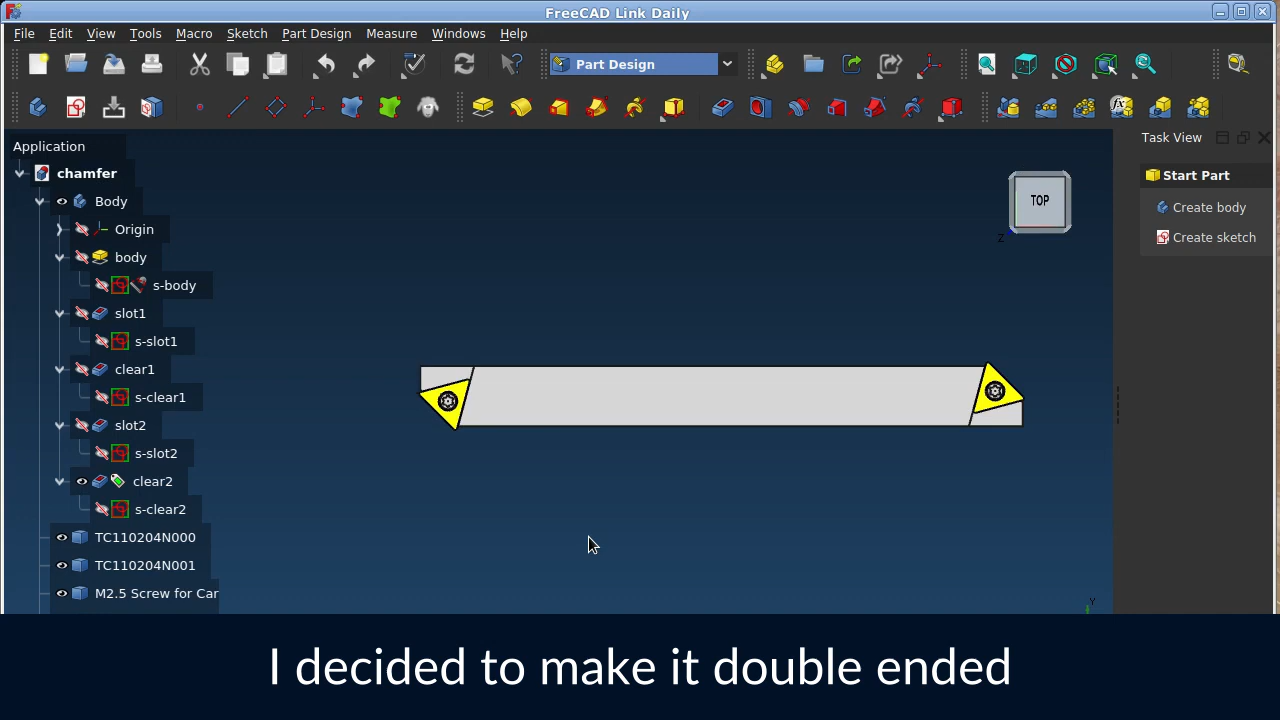 FreeCAD Link Daily
File Edit View Tools Macro Sketch Part Design Measure Windows Help
Part Design
f(x)
Application
Task View
chamfer
Start Part
Body
TOP
Create body
Origin
Z
Create sketch
body
s-body
slot1
s-slot1
clear1
s-clear1
slot2
s-slot2
clear2
s-clear2
TC110204N000
TC110204N001
M2.5 Screw for Car
Y
I decided to make it double ended